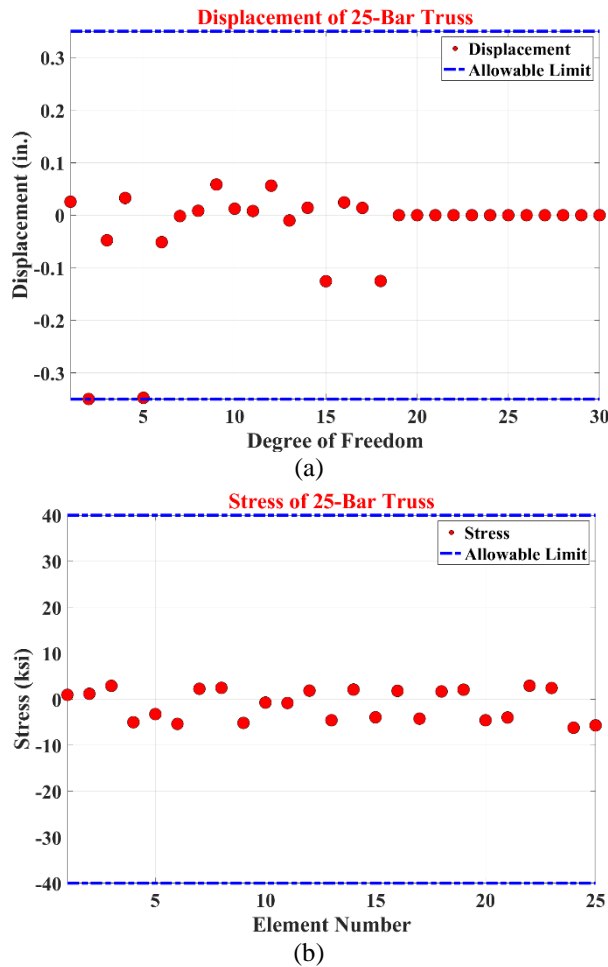 Displacement of 25-Bar Truss
Displacement
Allowable Limit
0.3
0.2
0.1
0
-0.1
-0.2
-0.3
Displacement (in.)
5 10 15 20 25 30
Degree of Freedom
(a)
Stress of 25-Bar Truss
Stress
Allowable Limit
40
30
20
10
0
-10
-20
-30
-40
Stress (ksi)
5 10 15 20 25
Element Number
(b)